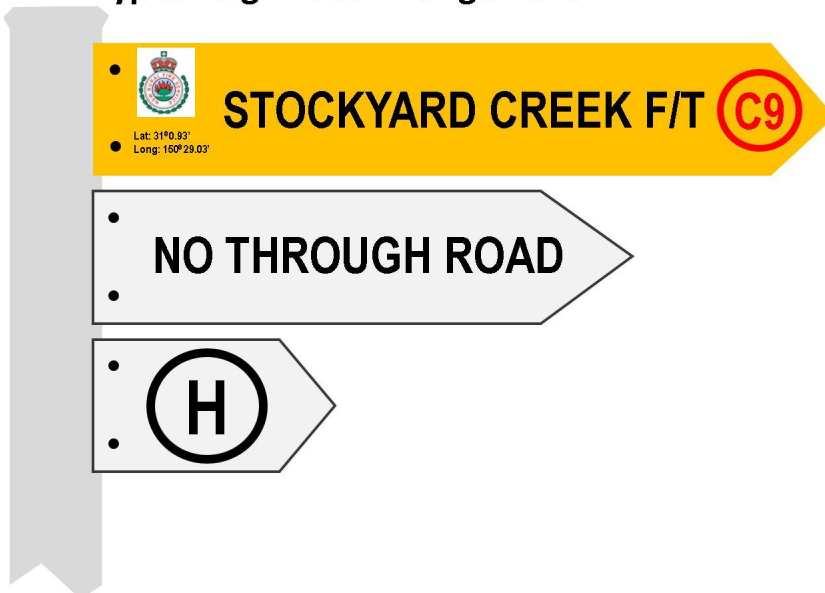 STOCKYARD CREEK F/T C9
Lat: 31º0.93’
Long: 150º29.03’
NO THROUGH ROAD
H